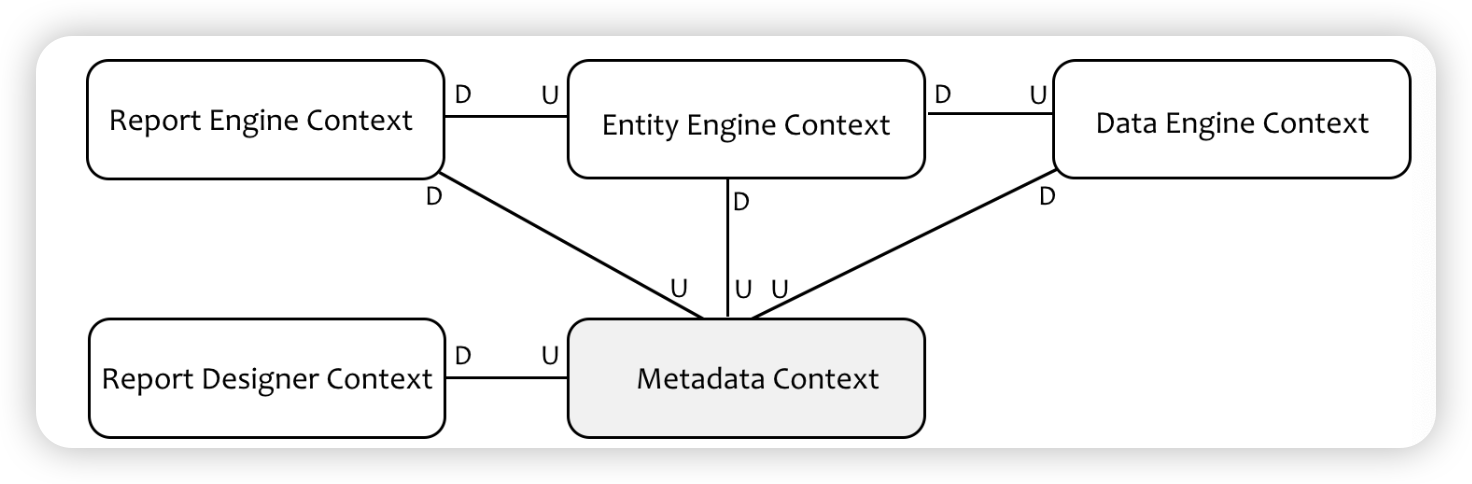 Report Engine Context
D
U
Entity Engine Context
D
U
Data Engine Context
D
D
D
U
U
U
Report Designer Context
D
U
Metadata Context